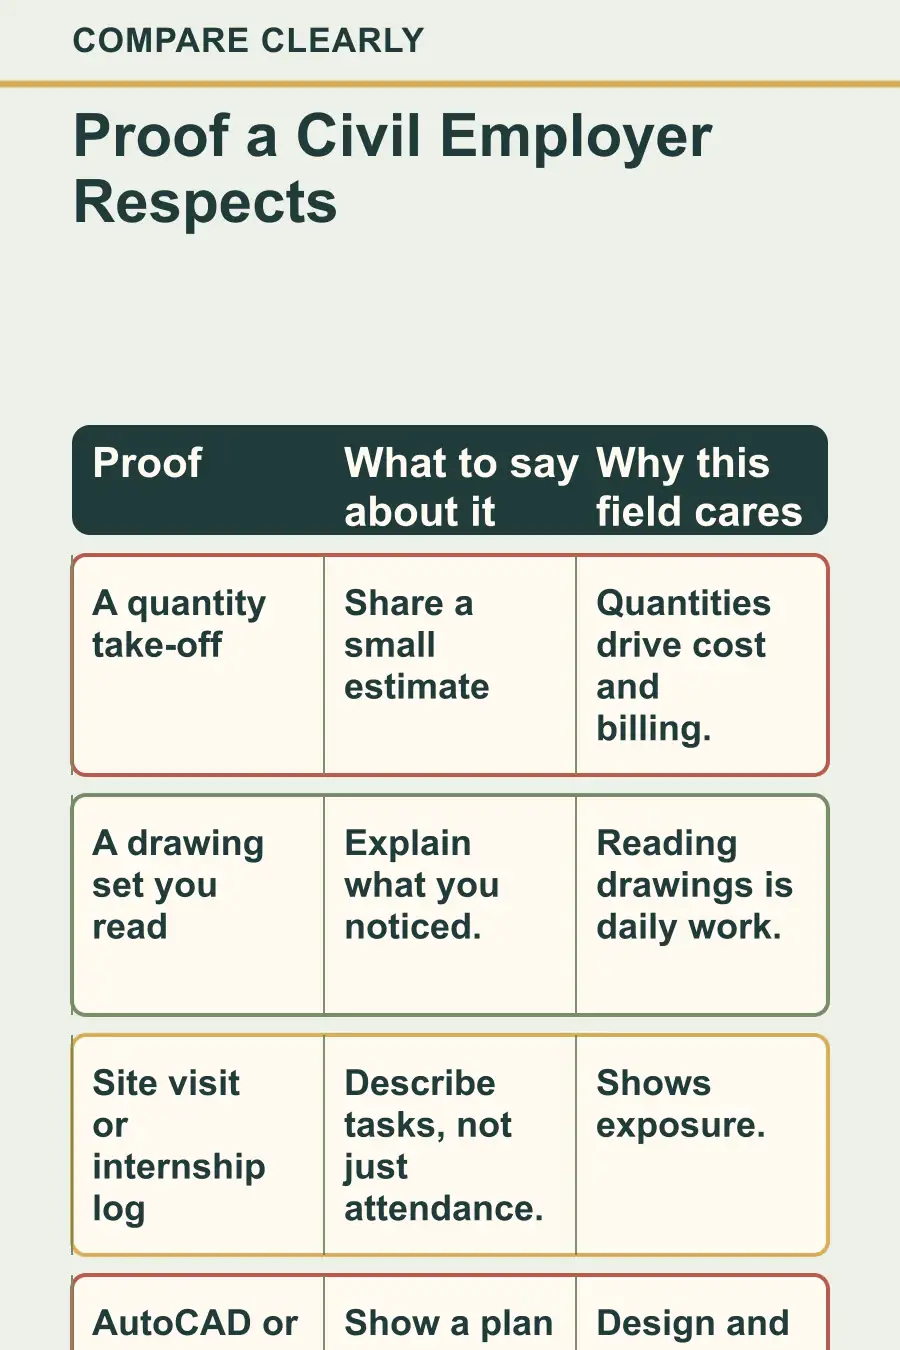 COMPARE CLEARLY
Proof a Civil Employer
Respects
Proof
What to say
about it
Why this
field cares
A quantity
take-off
Share a
small
estimate
Quantities
drive cost
and
billing.
A drawing
set you
read
Explain
what you
noticed.
Reading
drawings is
daily work.
Site visit
or
internship
log
Describe
tasks, not
just
attendance.
Shows
exposure.
AutoCAD or
Show a plan
Design and